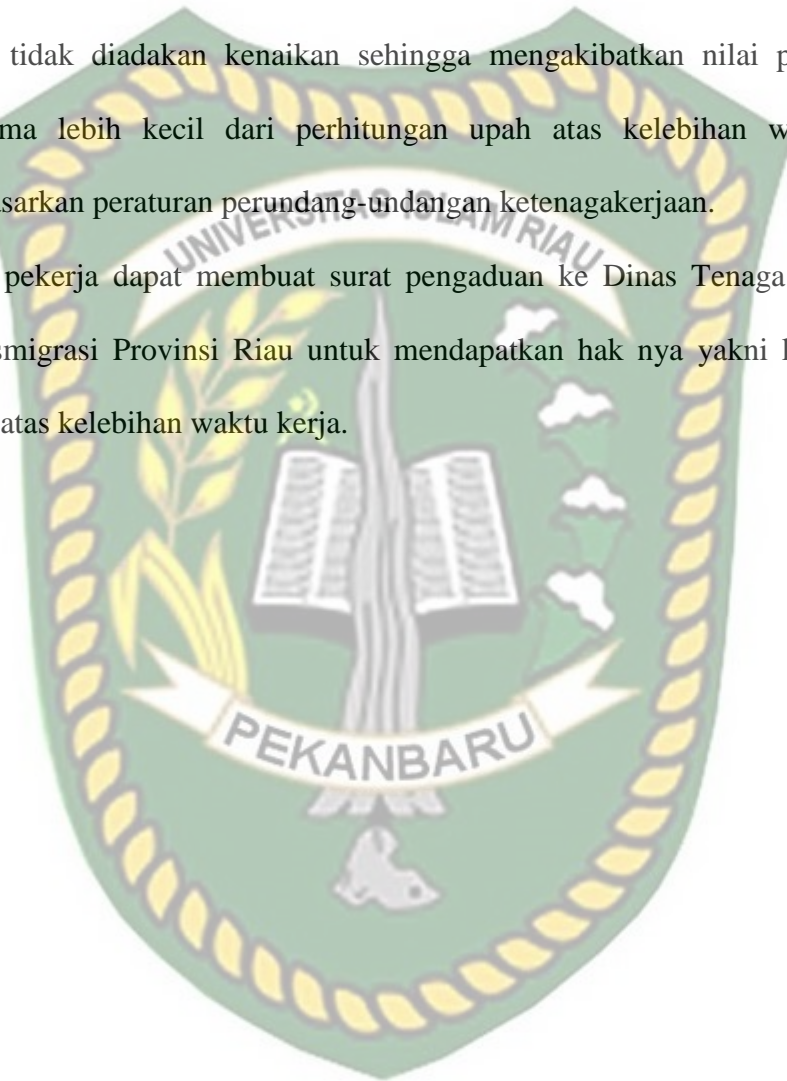 tidak diadakan kenaikan sehingga mengakibatkan nilai p
ma lebih kecil dari perhitungan upah atas kelebihan w
sarkan peraturan perundang-undangan ketenagakerjaan.
UNIVERSITAS ISLAM RIAU
pekerja dapat membuat surat pengaduan ke Dinas Tenaga
smigrasi Provinsi Riau untuk mendapatkan hak nya yakni
atas kelebihan waktu kerja.
PEKANBARU